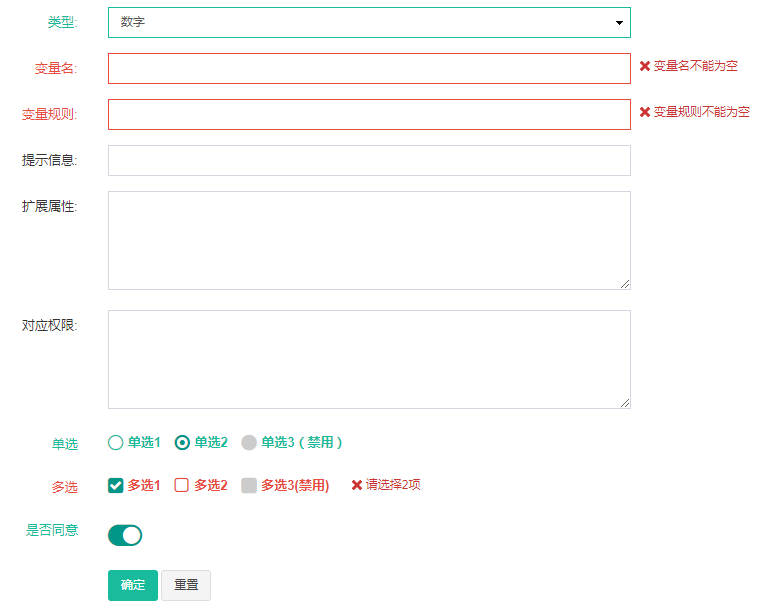 类型: 数字
变量名: 变量名不能为空
变量规则: 变量规则不能为空
提示信息:
扩展属性:
对应权限:
单选 单选1 单选2 单选3 ( 禁用 )
多选 多选1 多选2 多选3(禁用) 请选择2项
是否同意
确定 重置